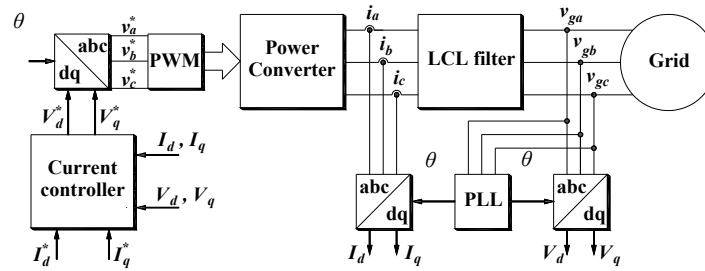 θ
abc
dq
v*a
v*b
v*c
PWM
Power
Converter
ia
ib
ic
LCL filter
vga
vgb
vgc
Grid
V*d
V*q
Current
controller
Id , Iq
Vd , Vq
I*d
I*q
θ
θ
abc
dq
PLL
abc
dq
Id
Iq
Vd
Vq